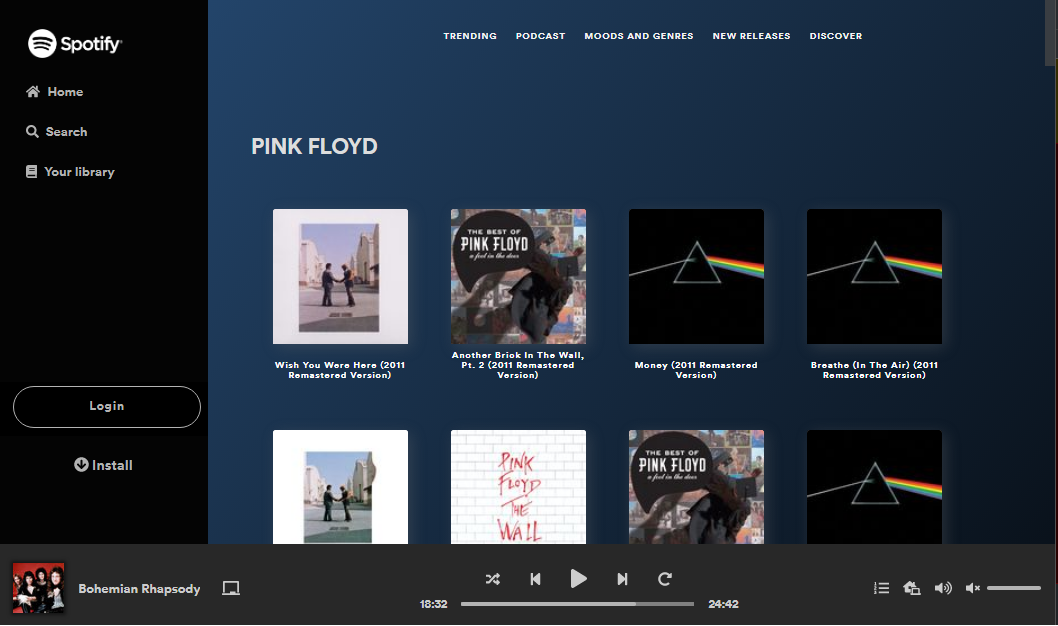 Spotify
TRENDING PODCAST MOODS AND GENRES NEW RELEASES DISCOVER
Home
Search
Your library
Login
Install
PINK FLOYD
THE BEST OF
PINK FLOYD
a foot in the door
Wish You Were Here (2011
Remastered Version)
Another Brick In The Wall,
Pt. 2 (2011 Remastered
Version)
Money (2011 Remastered
Version)
Breathe (In The Air) (2011
Remastered Version)
PINK
FLOYD
THE
WALL
THE BEST OF
PINK FLOYD
a foot in the door
Bohemian Rhapsody
18:32
24:42